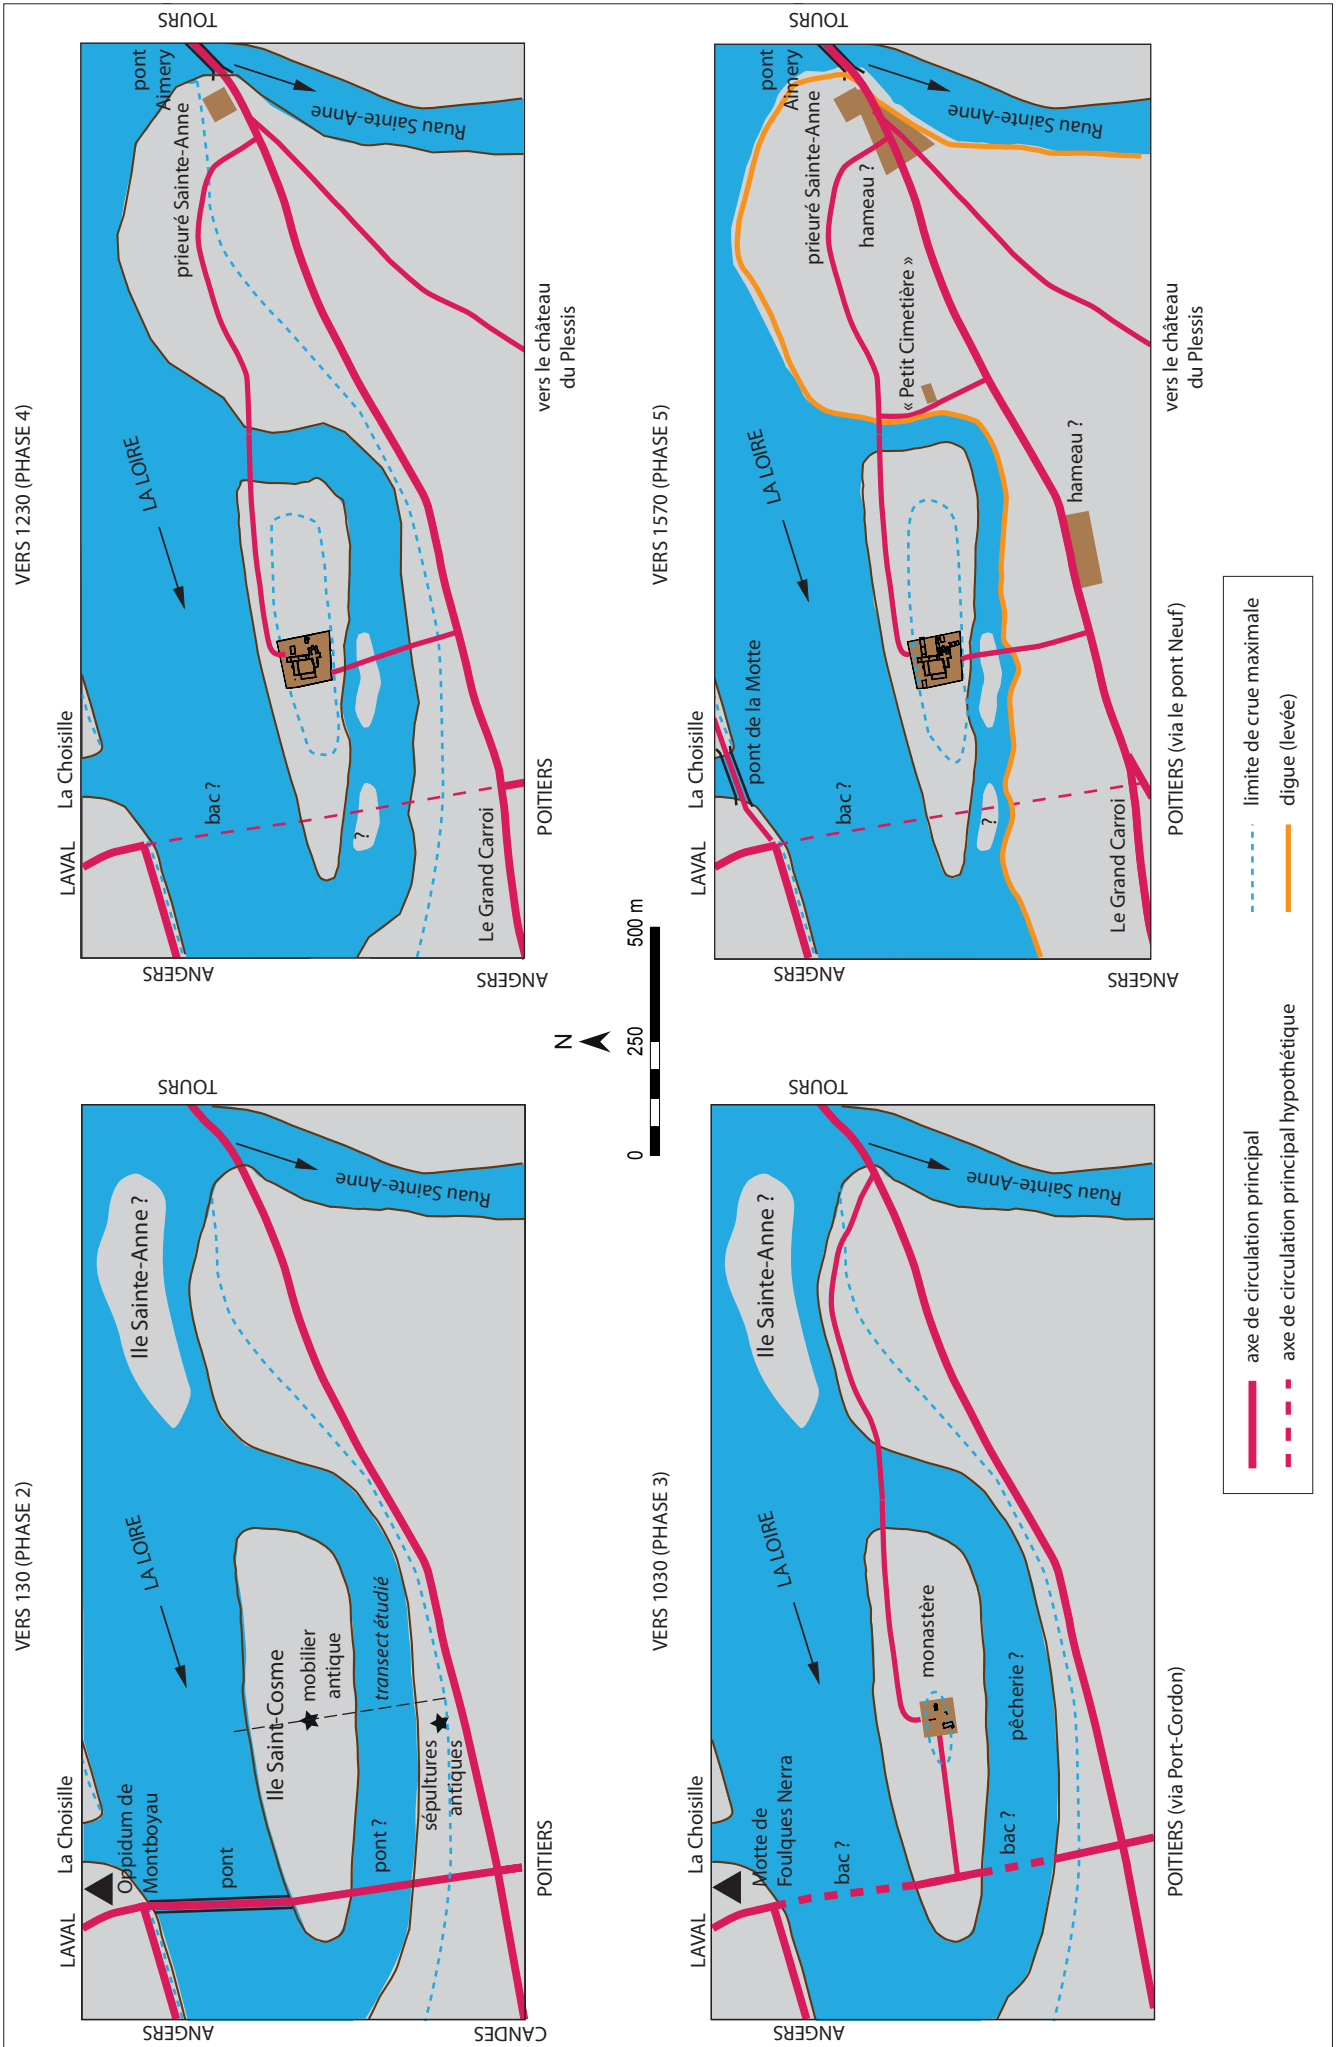 VERS 130 (PHASE 2)
LAVAL
La Choisille
Oppidum de
Montboyau
pont
LA LOIRE
Ile Sainte-Anne ?
TOURS
ANGERS
Ile Saint-Cosme
mobilier
antique
transect étudié
pont ?
sépultures
antiques
Ruau Sainte-Anne
CANDES
POITIERS
VERS 1230 (PHASE 4)
LAVAL
La Choisille
bac ?
LA LOIRE
pont
Aimery
TOURS
prieuré Sainte-Anne
Ruau Sainte-Anne
ANGERS
?
Le Grand Carroi
ANGERS
POITIERS
vers le château
du Plessis
N
0
250
500 m
VERS 1030 (PHASE 3)
LAVAL
La Choisille
Motte de
Foulques Nerra
bac ?
LA LOIRE
Ile Sainte-Anne ?
TOURS
ANGERS
monastère
bac ?
pêcherie ?
Ruau Sainte-Anne
POITIERS (via Port-Cordon)
VERS 1570 (PHASE 5)
LAVAL
La Choisille
pont de la Motte
bac ?
LA LOIRE
pont
Aimery
TOURS
prieuré Sainte-Anne
hameau ?
« Petit Cimetière »
Ruau Sainte-Anne
ANGERS
?
hameau ?
Le Grand Carroi
ANGERS
POITIERS (via le pont Neuf)
vers le château
du Plessis
axe de circulation principal
axe de circulation principal hypothétique
limite de crue maximale
digue (levée)